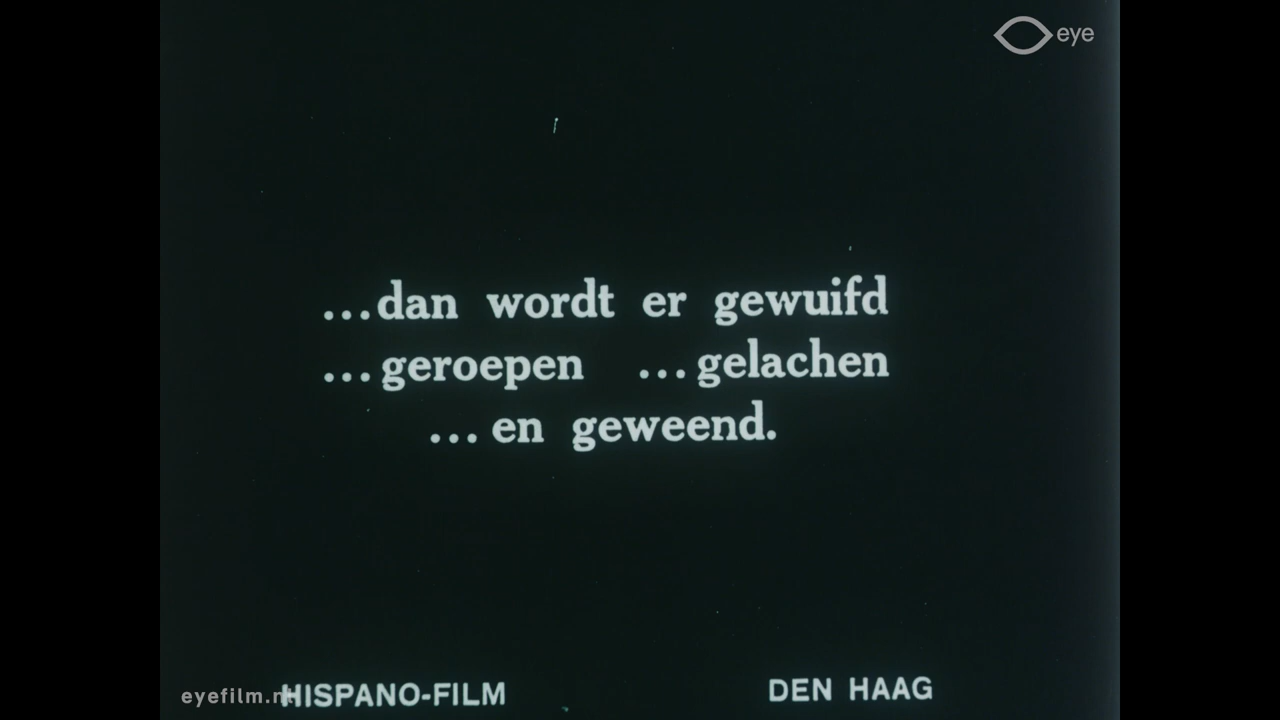 eye
...dan wordt er gewuifd
...geroepen ...gelachen
... en geweend.
eyefilm.nl
HISPANO-FILM DEN HAAG